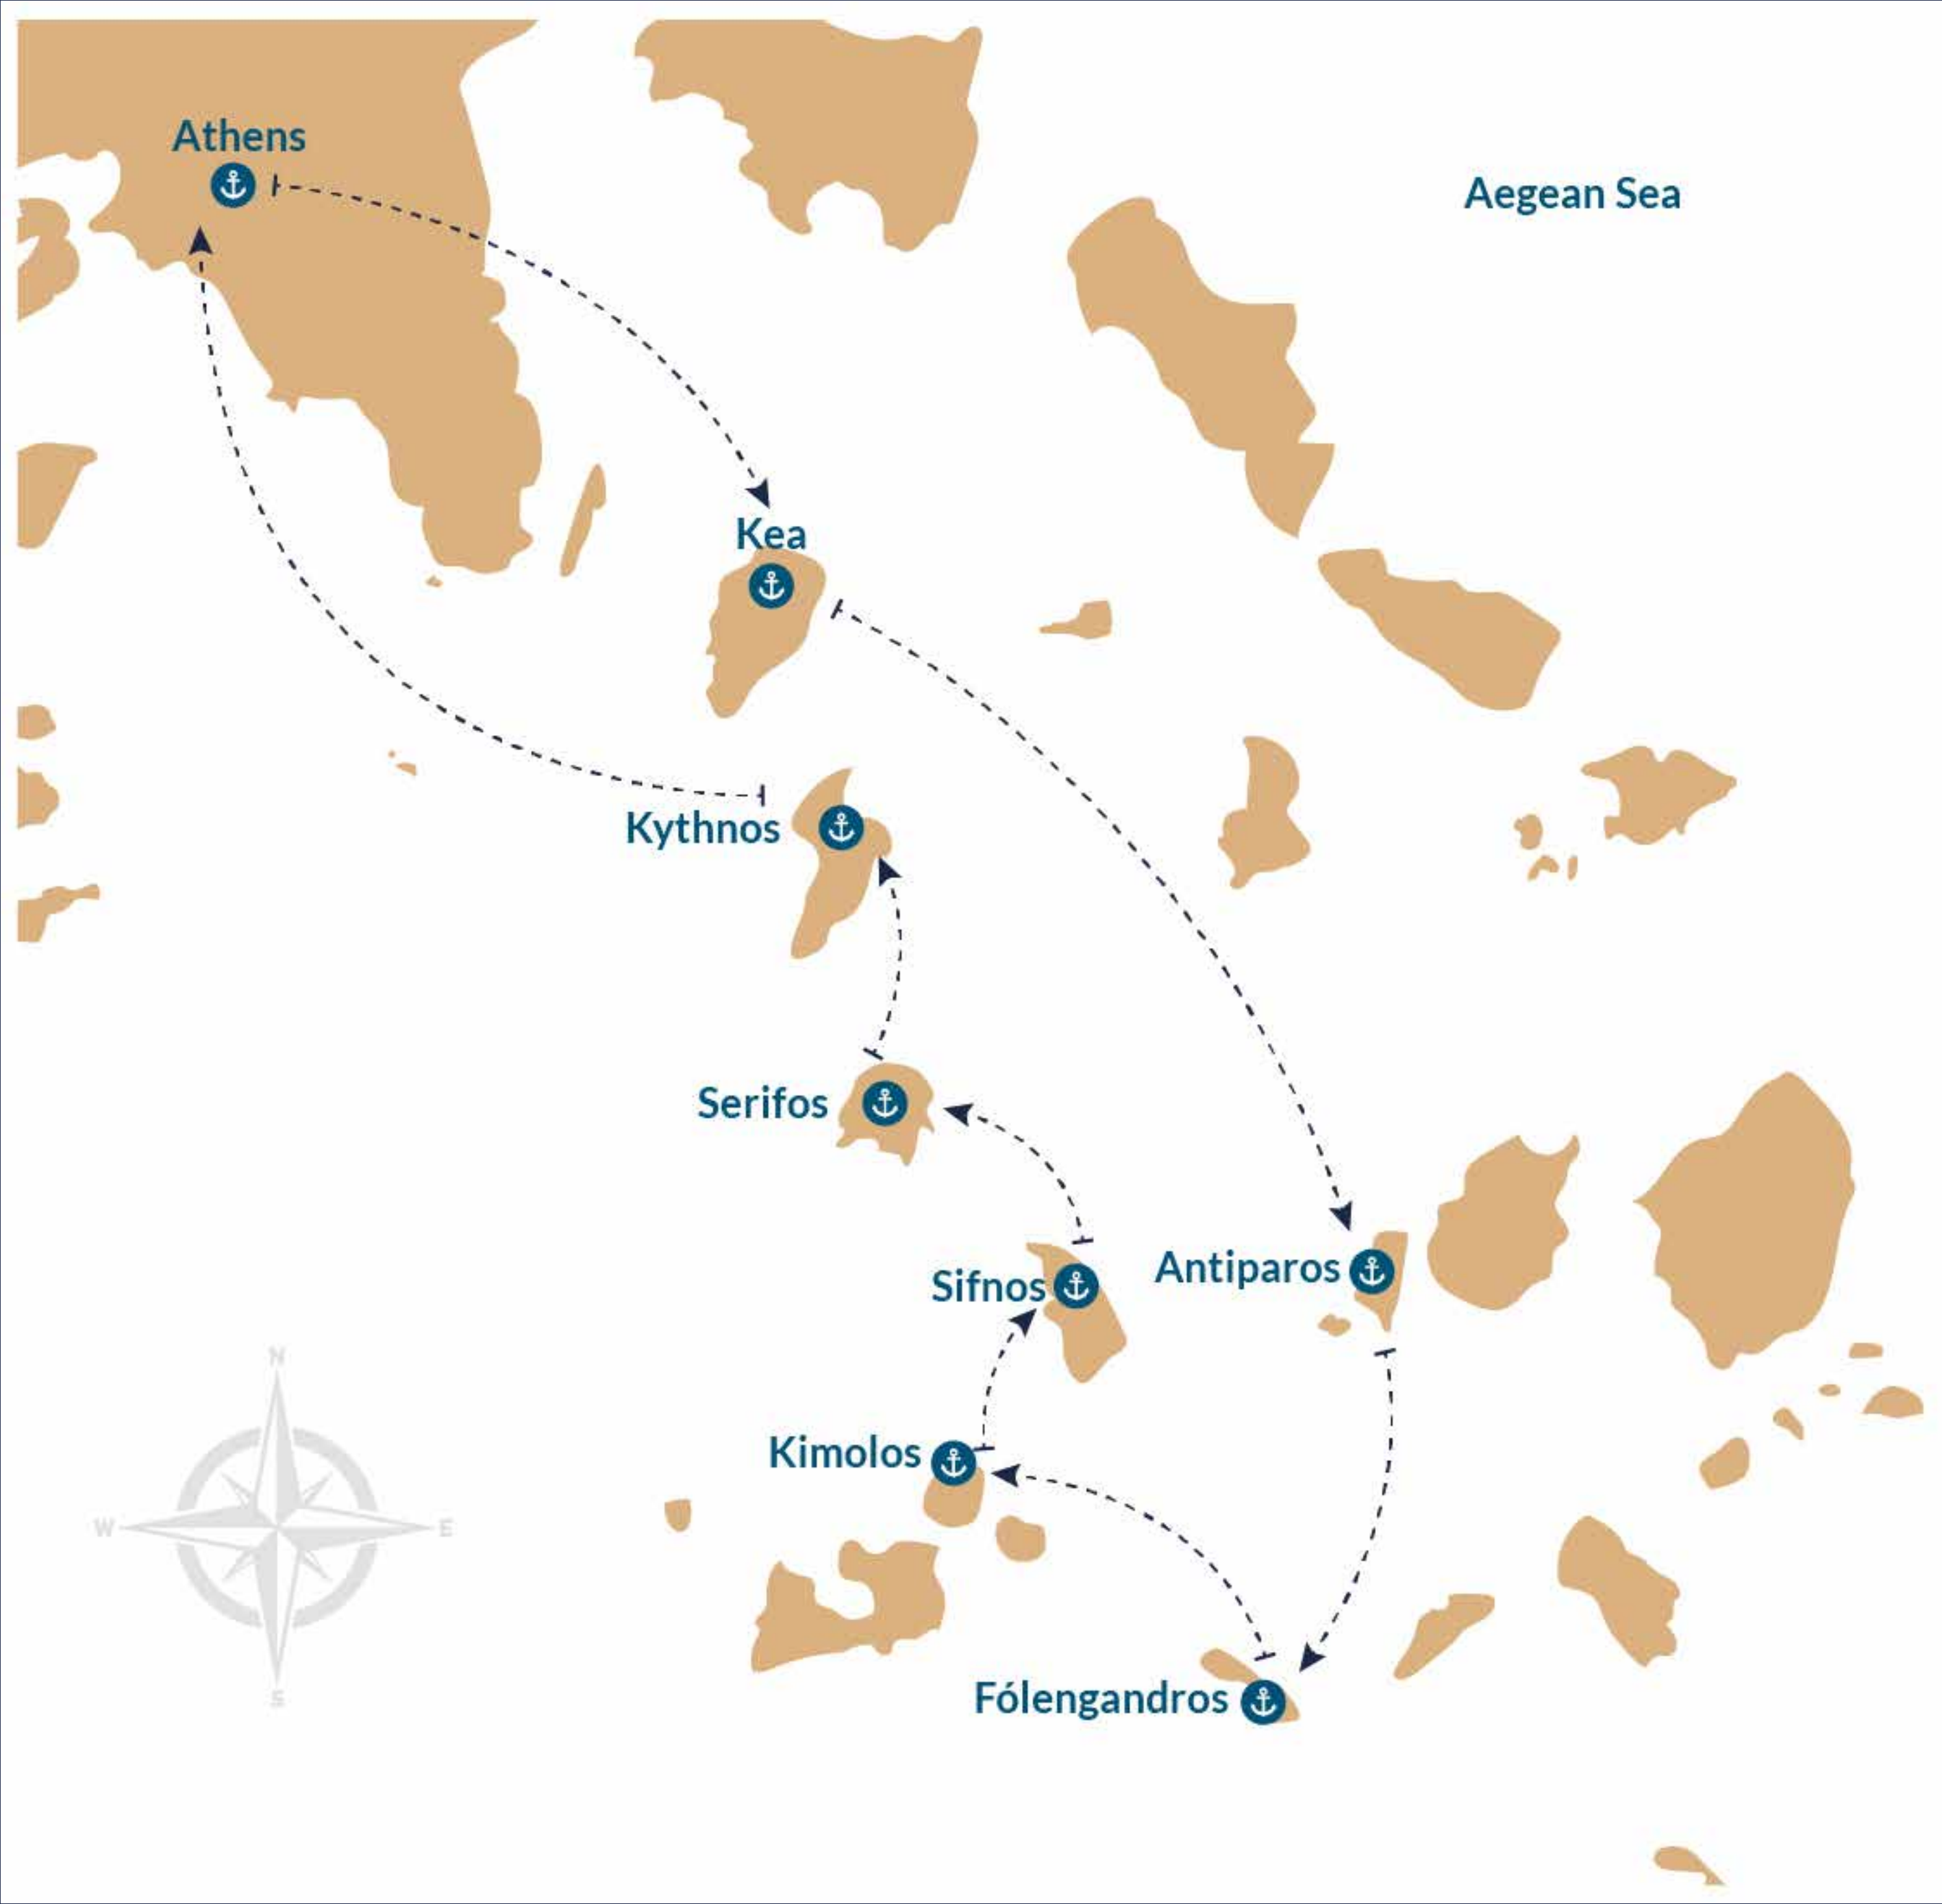 Athens
Aegean Sea
Kea
Kythnos
Serifos
Antiparos
Sifnos
N
Kimolos
W
E
S
Fólengandros